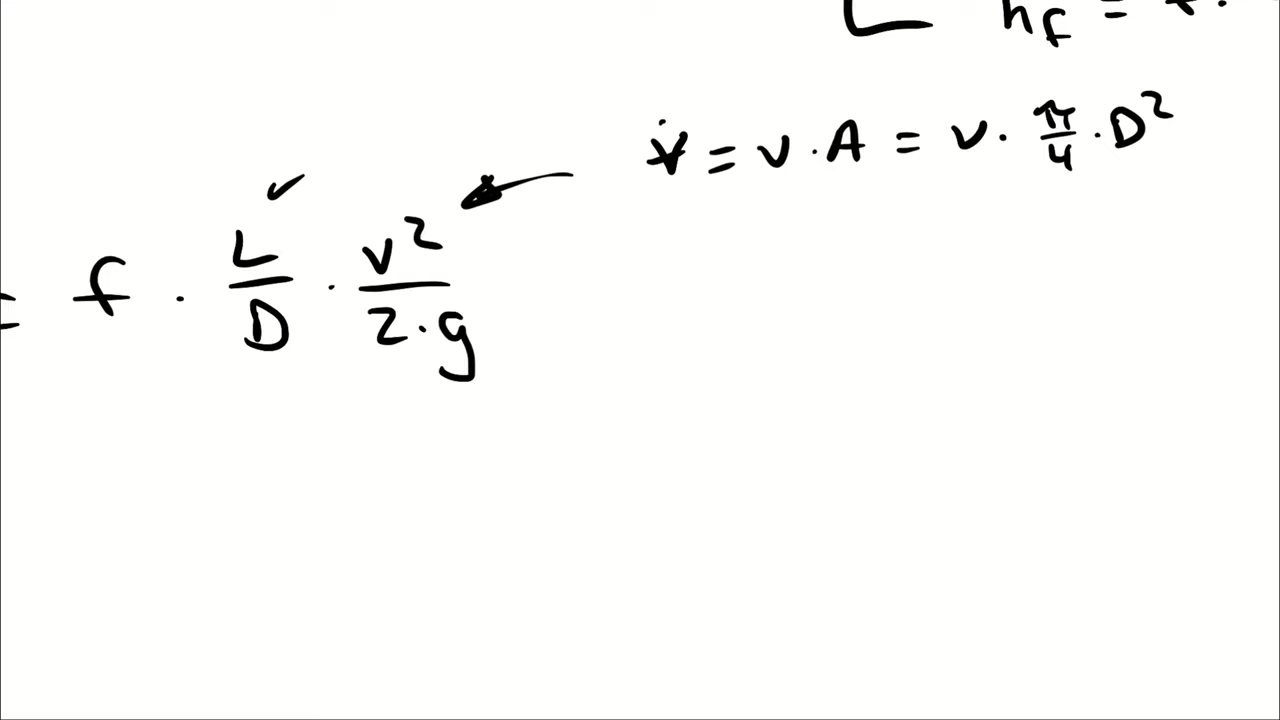 h_f =
V̇ = v · A = v · π/4 · D²
= f · L/D · v²/(2 · g)